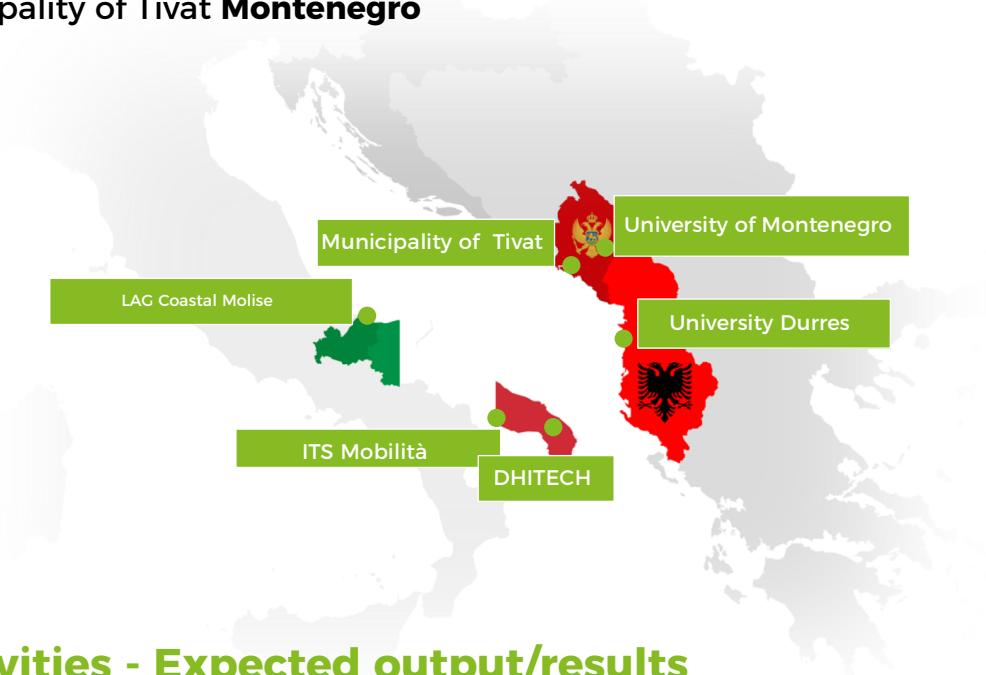 pality of Tivat Montenegro
University of Montenegro
Municipality of Tivat
LAG Coastal Molise
University Durres
ITS Mobilità
DHITECH
vities - Expected output/results